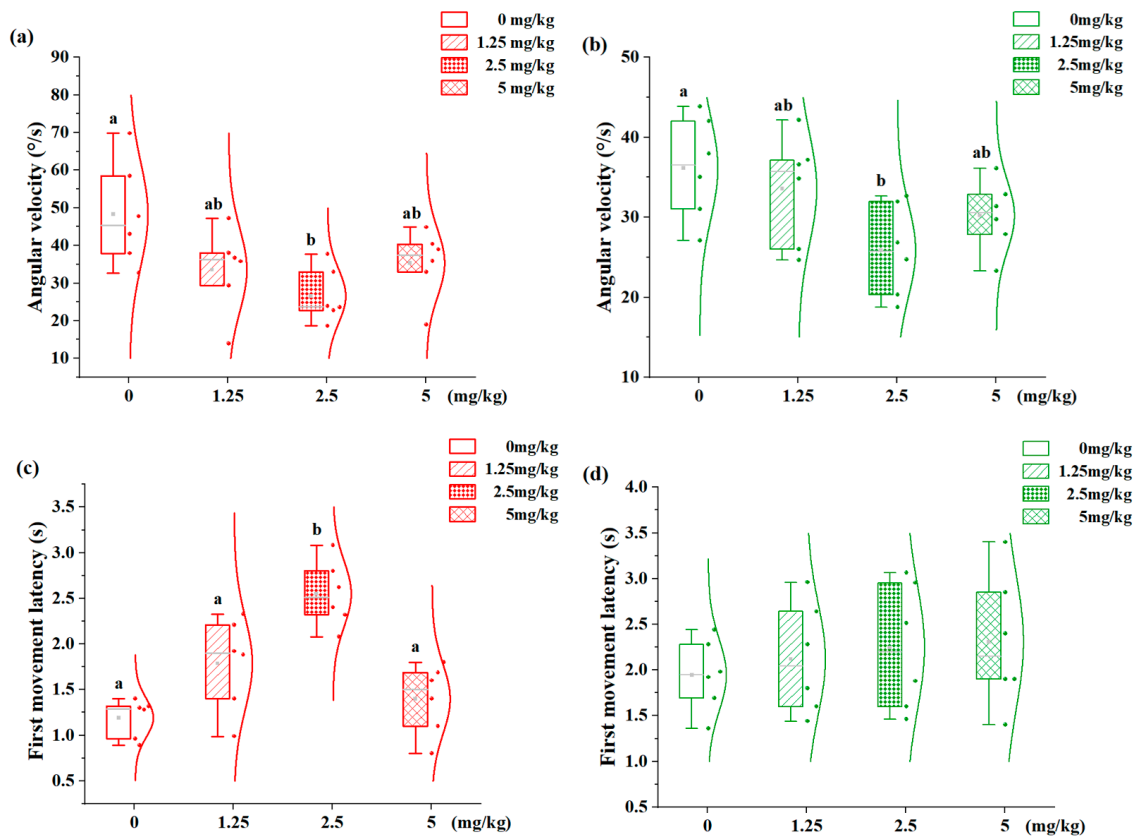 (a)
0 mg/kg
1.25 mg/kg
2.5 mg/kg
5 mg/kg
Angular velocity (°/s)
90
80
70
60
50
40
30
20
10
a
ab
b
ab
0 1.25 2.5 5 (mg/kg)
(b)
0mg/kg
1.25mg/kg
2.5mg/kg
5mg/kg
Angular velocity (°/s)
50
40
30
20
10
a
ab
b
ab
0 1.25 2.5 5 (mg/kg)
(c)
0mg/kg
1.25mg/kg
2.5mg/kg
5mg/kg
First movement latency (s)
3.5
3.0
2.5
2.0
1.5
1.0
0.5
a
a
b
a
0 1.25 2.5 5 (mg/kg)
(d)
0mg/kg
1.25mg/kg
2.5mg/kg
5mg/kg
First movement latency (s)
4.0
3.5
3.0
2.5
2.0
1.5
1.0
0.5
0 1.25 2.5 5 (mg/kg)